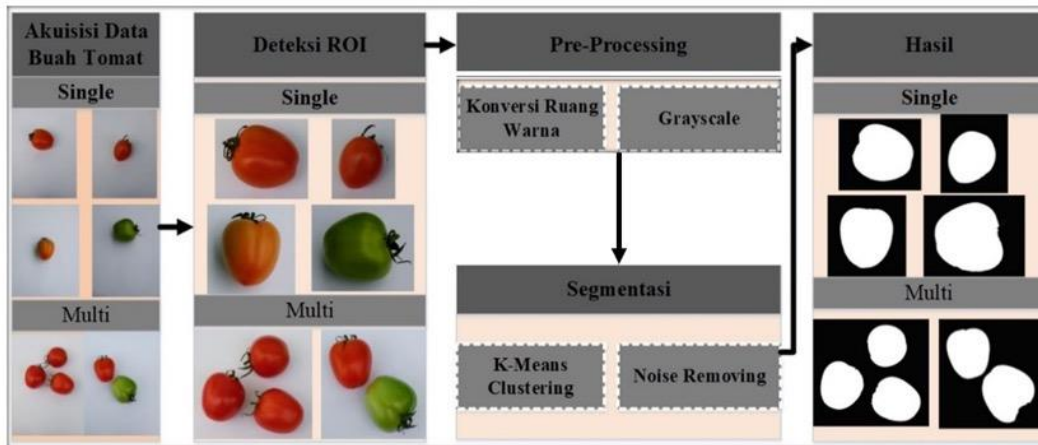 Akuisisi Data
Buah Tomat
Single
Multi
Deteksi ROI
Single
Multi
Pre-Processing
Konversi Ruang
Warna
Grayscale
Segmentasi
K-Means
Clustering
Noise Removing
Hasil
Single
Multi